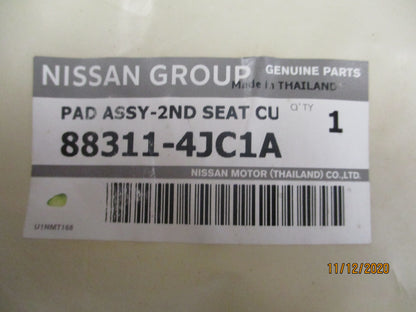 NISSAN GROUP GENUINE PARTS
Made in THAILAND
PAD ASSY-2ND SEAT CU Q'TY
88311-4JC1A 1
NISSAN MOTOR (THAILAND) CO.,LTD.
U1NMT168
11/12/2020